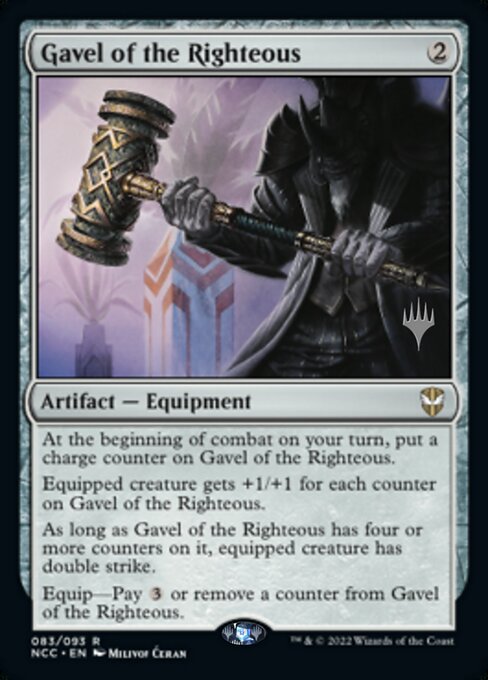 Gavel of the Righteous 2
Artifact — Equipment
At the beginning of combat on your turn, put a
charge counter on Gavel of the Righteous.
Equipped creature gets +1/+1 for each counter
on Gavel of the Righteous.
As long as Gavel of the Righteous has four or
more counters on it, equipped creature has
double strike.
Equip—Pay 3 or remove a counter from Gavel
of the Righteous.
083/093 R
NCC • EN Milivoj Ćeran
™ & © 2022 Wizards of the Coast